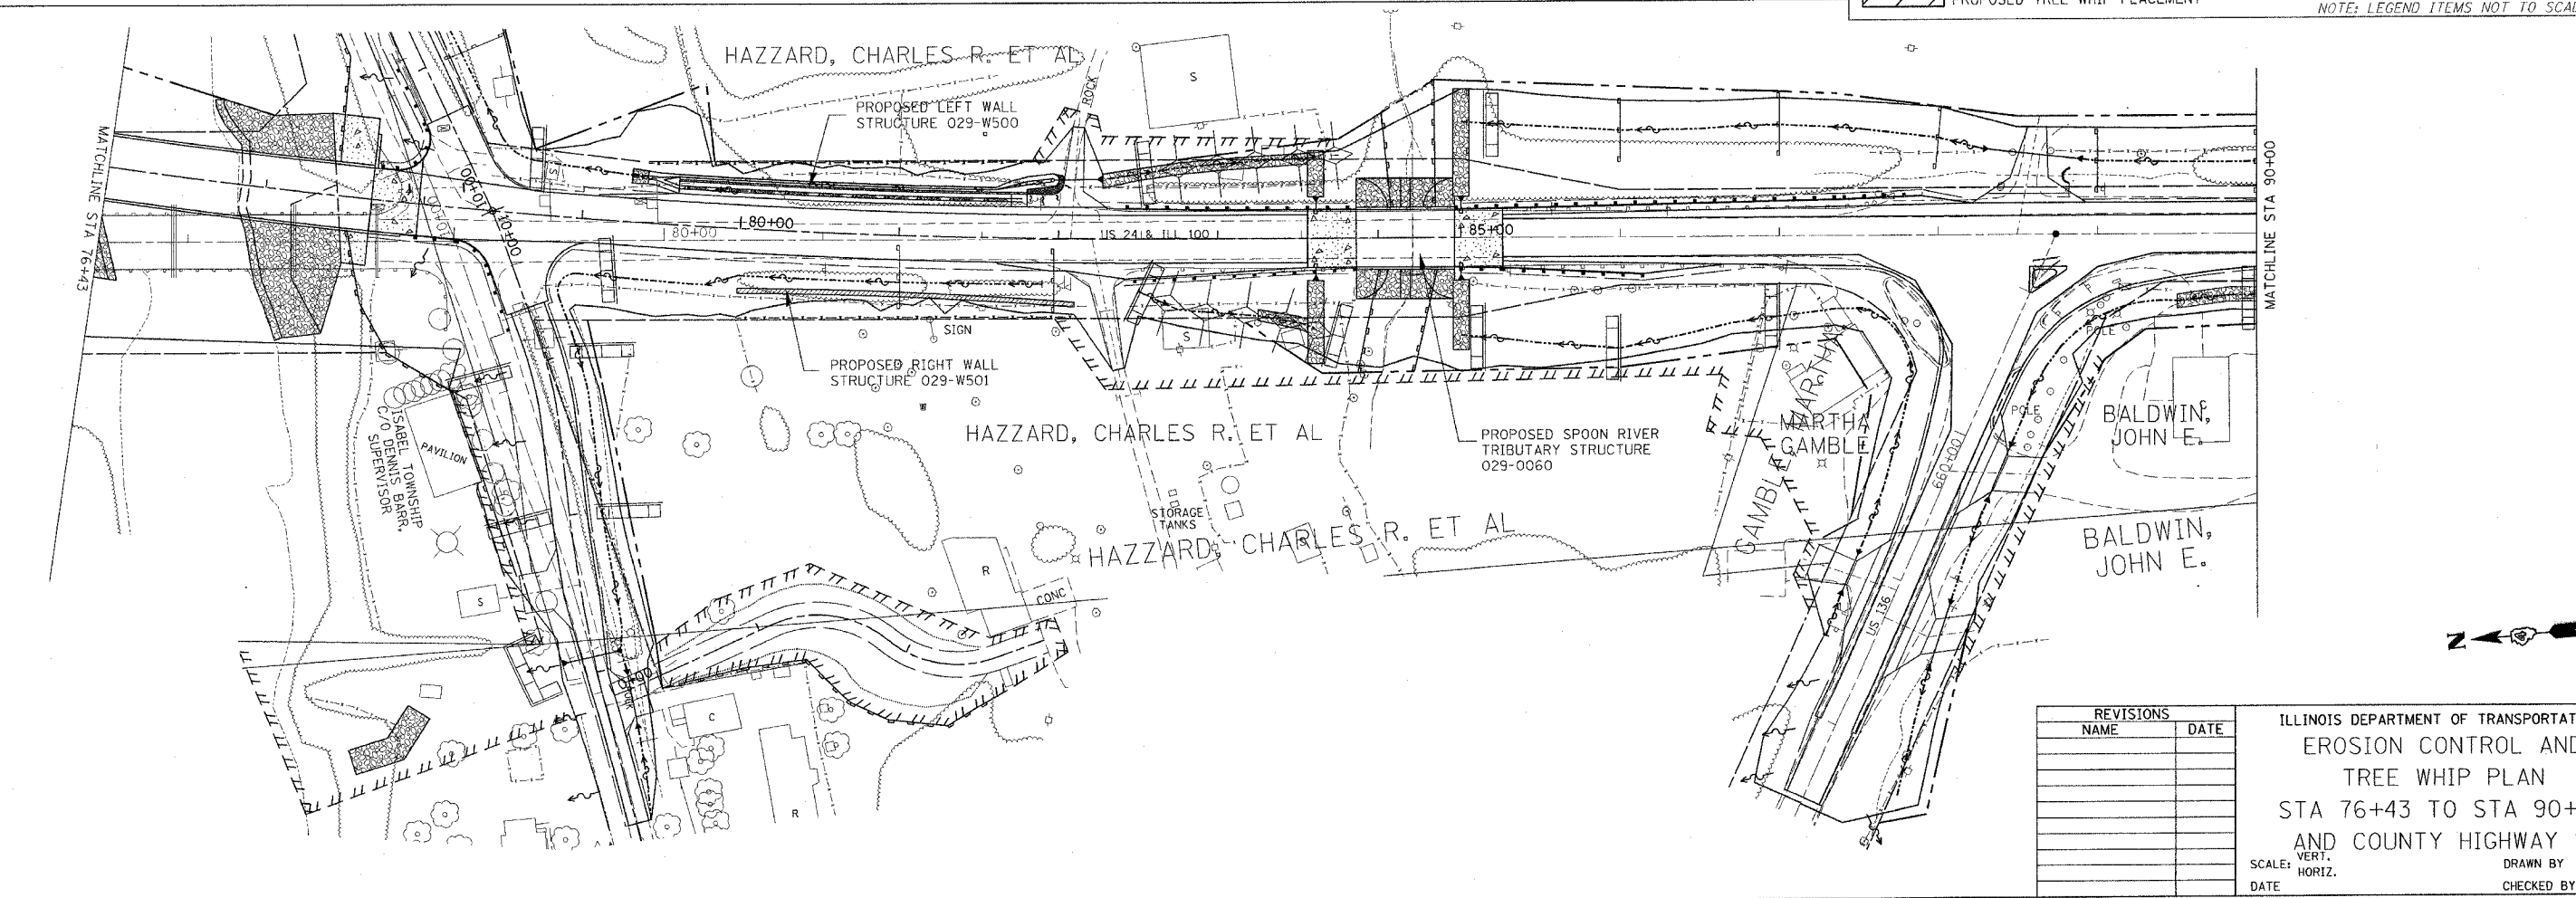 PROPOSED TREE WHIP PLACEMENT
NOTE: LEGEND ITEMS NOT TO SCAL
HAZZARD, CHARLES R. ET AL
S
ROCK
PROPOSED LEFT WALL
STRUCTURE 029-W500
MATCHLINE STA 76+43
MATCHLINE STA 90+00
S
10+00
10+00
80+00
80+00
US 24 & ILL 100
85+00
SIGN
S
PROPOSED RIGHT WALL
STRUCTURE 029-W501
HAZZARD, CHARLES R. ET AL
PROPOSED SPOON RIVER
TRIBUTARY STRUCTURE
029-0060
MARTHA
GAMBLE
GAMBLE, MARTHA
POLE
POLE
BALDWIN,
JOHN E.
660+00
ISABEL TOWNSHIP
C/O DENNIS BARR,
SUPERVISOR
PAVILION
STORAGE
TANKS
HAZZARD, CHARLES R. ET AL
BALDWIN,
JOHN E.
R
CONC
S
US 136
N
C
R
REVISIONS
NAME DATE
ILLINOIS DEPARTMENT OF TRANSPORTAT
EROSION CONTROL AND
TREE WHIP PLAN
STA 76+43 TO STA 90+
AND COUNTY HIGHWAY
SCALE: VERT.
HORIZ.
DRAWN BY
DATE
CHECKED BY